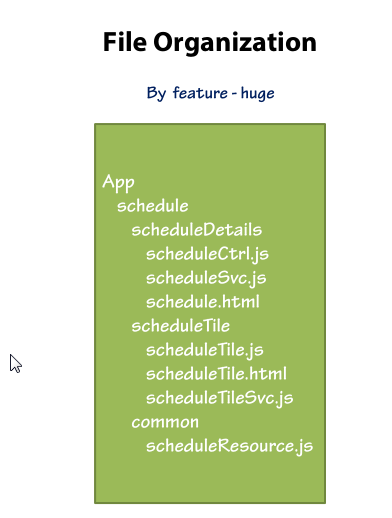 File Organization
By feature - huge
App
schedule
scheduleDetails
scheduleCtrl.js
scheduleSvc.js
schedule.html
scheduleTile
scheduleTile.js
scheduleTile.html
scheduleTileSvc.js
common
scheduleResource.js